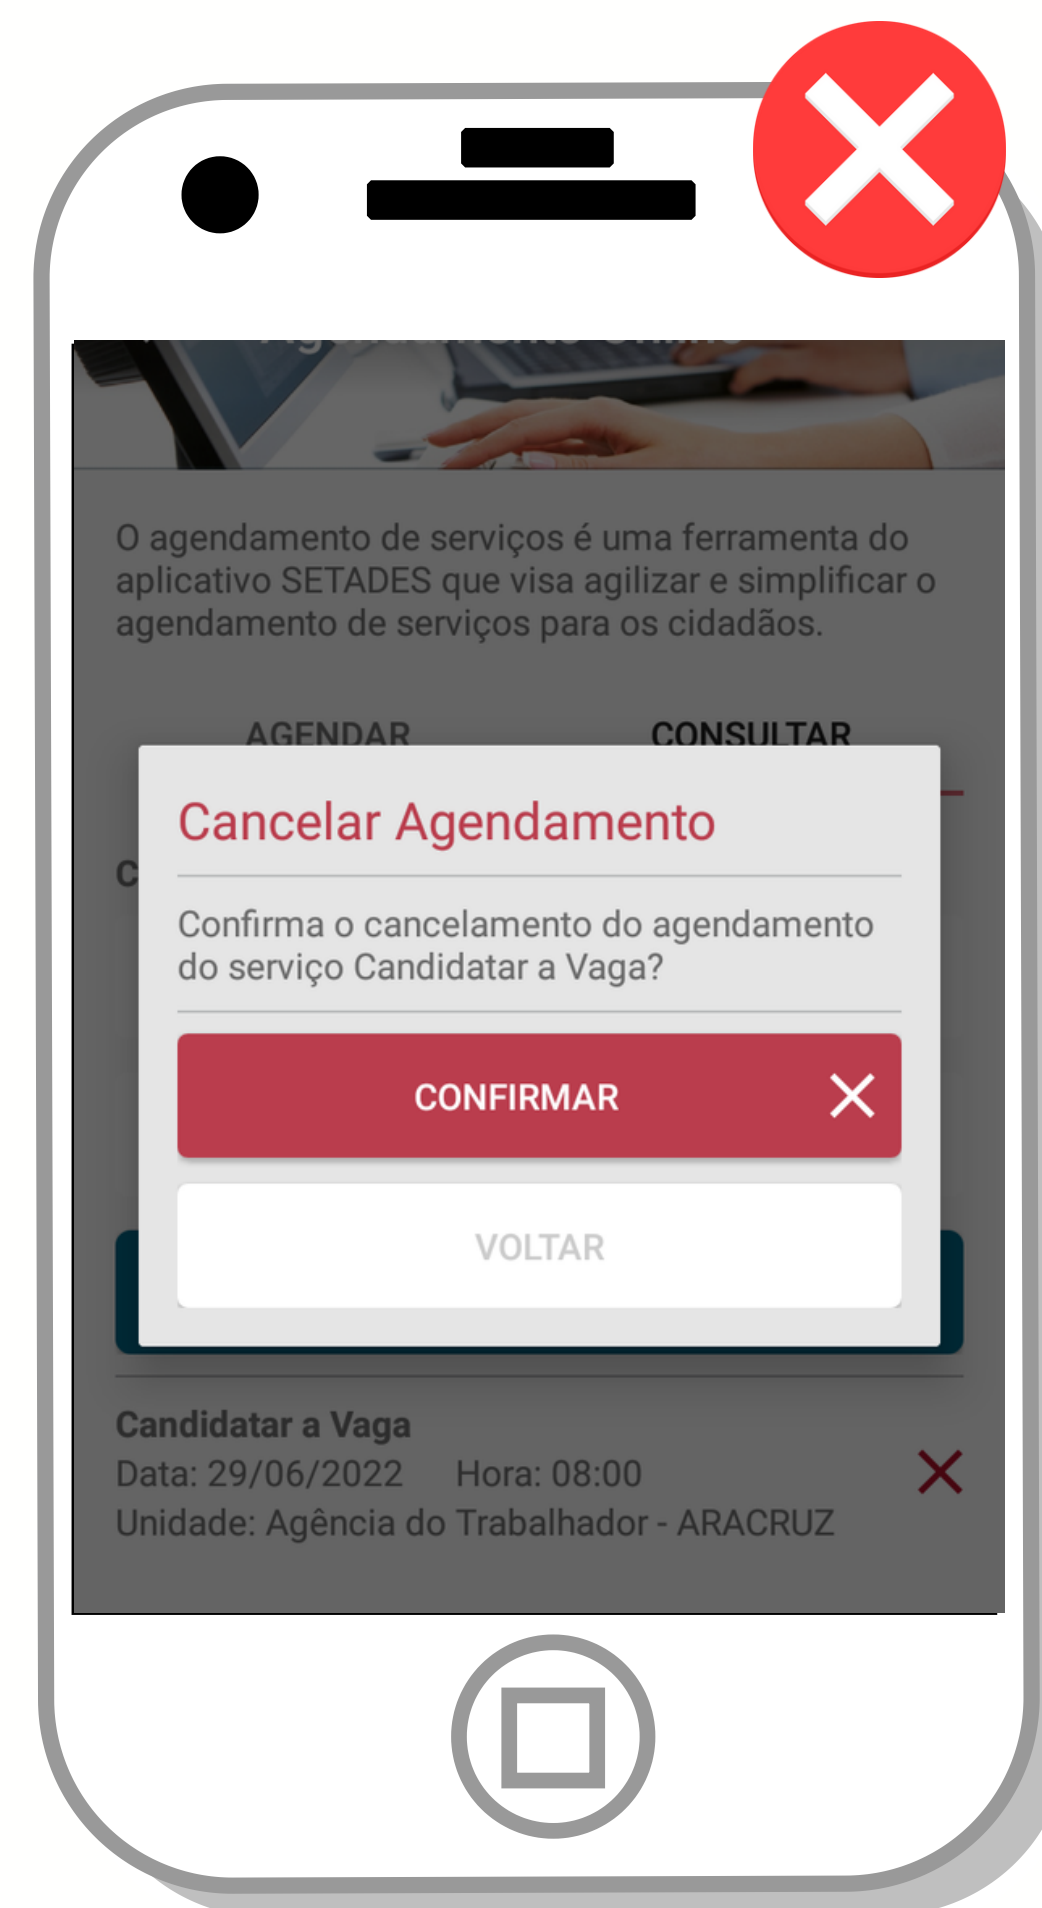 Agendamento Online
O agendamento de serviços é uma ferramenta do
aplicativo SETADES que visa agilizar e simplificar o
agendamento de serviços para os cidadãos.
AGENDAR CONSULTAR
C
Cancelar Agendamento
Confirma o cancelamento do agendamento
do serviço Candidatar a Vaga?
CONFIRMAR
VOLTAR
Candidatar a Vaga
Data: 29/06/2022 Hora: 08:00
Unidade: Agência do Trabalhador - ARACRUZ